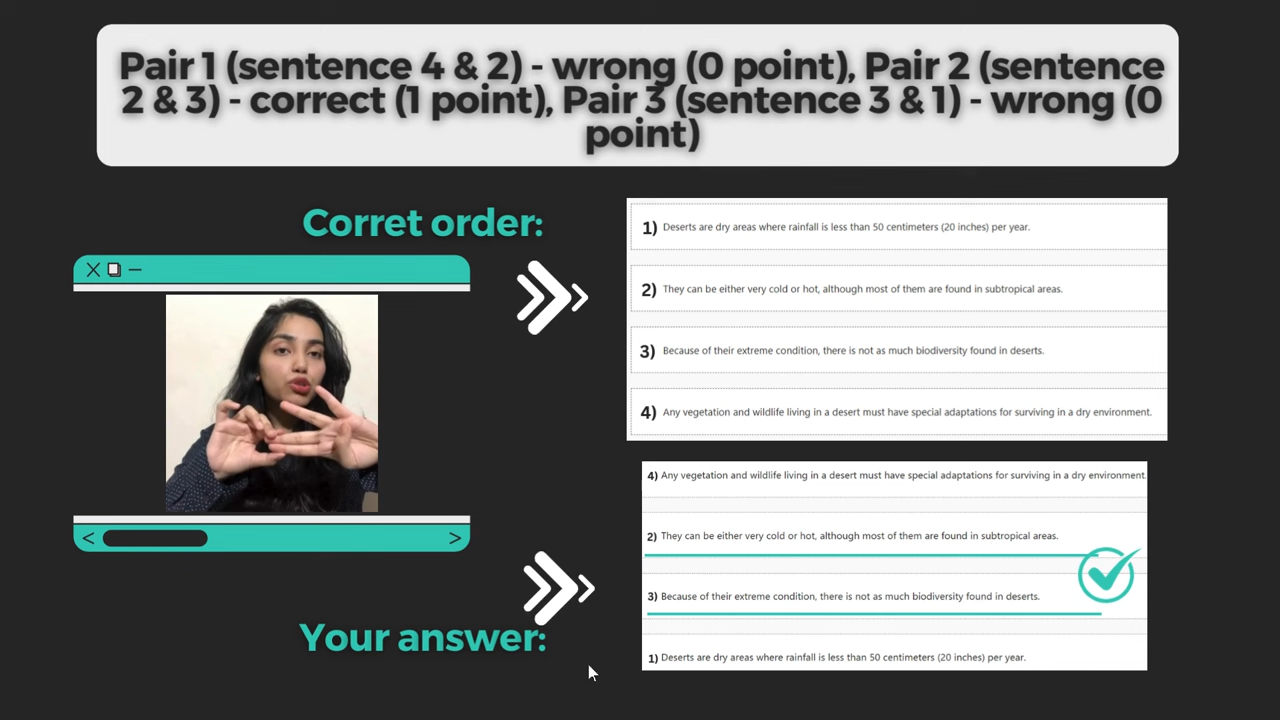 Pair 1 (sentence 4 & 2) - wrong (0 point), Pair 2 (sentence
2 & 3) - correct (1 point), Pair 3 (sentence 3 & 1) - wrong (0
point)
Corret order:
1) Deserts are dry areas where rainfall is less than 50 centimeters (20 inches) per year.
2) They can be either very cold or hot, although most of them are found in subtropical areas.
3) Because of their extreme condition, there is not as much biodiversity found in deserts.
4) Any vegetation and wildlife living in a desert must have special adaptations for surviving in a dry environment.
Your answer:
4) Any vegetation and wildlife living in a desert must have special adaptations for surviving in a dry environment.
2) They can be either very cold or hot, although most of them are found in subtropical areas.
3) Because of their extreme condition, there is not as much biodiversity found in deserts.
1) Deserts are dry areas where rainfall is less than 50 centimeters (20 inches) per year.